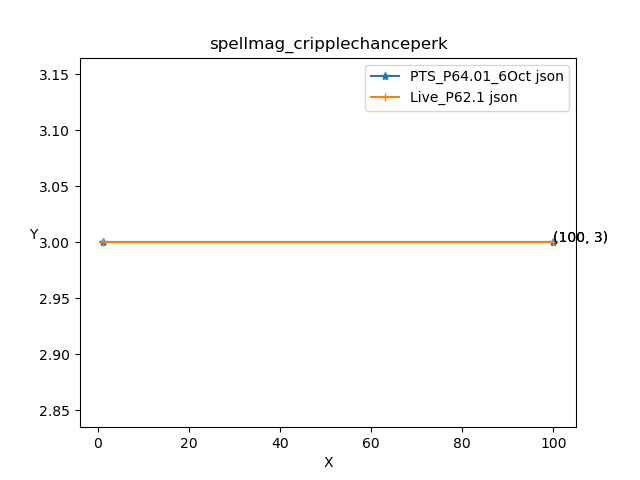 spellmag_cripplechanceperk
PTS_P64.01_6Oct json
Live_P62.1 json
3.15
3.10
3.05
3.00
2.95
2.90
2.85
Y
(100, 3)
0
20
40
60
80
100
X